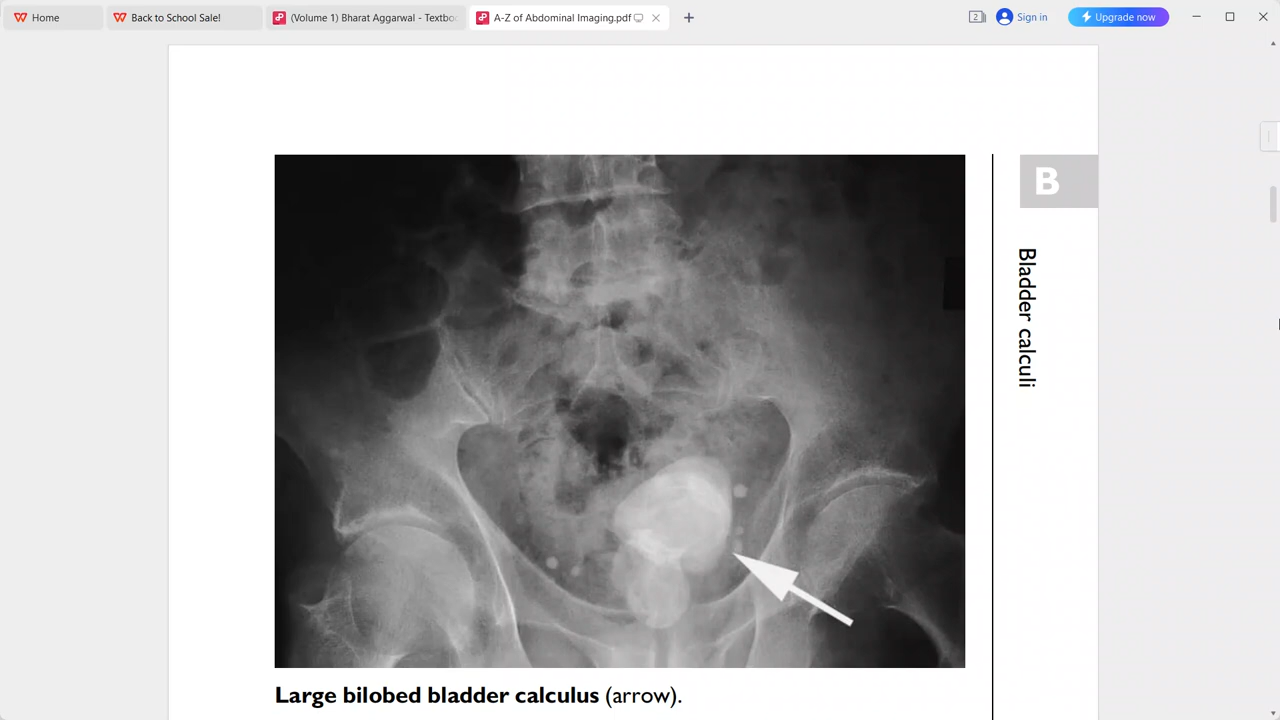 Home
Back to School Sale!
(Volume 1) Bharat Aggarwal - Textbo
A-Z of Abdominal Imaging.pdf
2
Sign in
Upgrade now
B
Bladder calculi
Large bilobed bladder calculus (arrow).